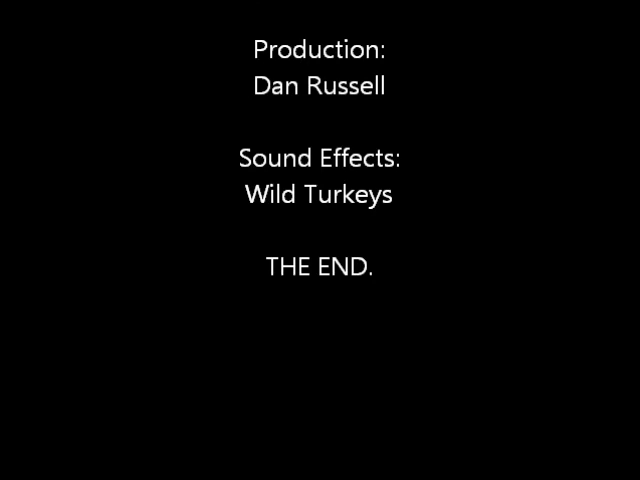 Production:
Dan Russell
Sound Effects:
Wild Turkeys
THE END.